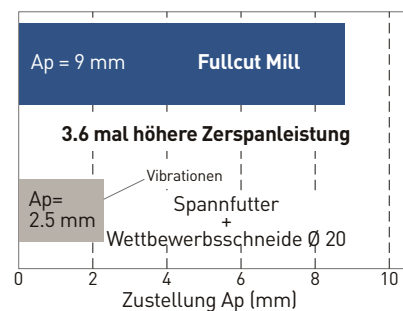 Ap = 9 mm Fullcut Mill
3.6 mal höhere Zerspanleistung
Vibrationen
Ap=
2.5 mm
Spannfutter
+
Wettbewerbsschneide Ø 20
0 2 4 6 8 10
Zustellung Ap (mm)